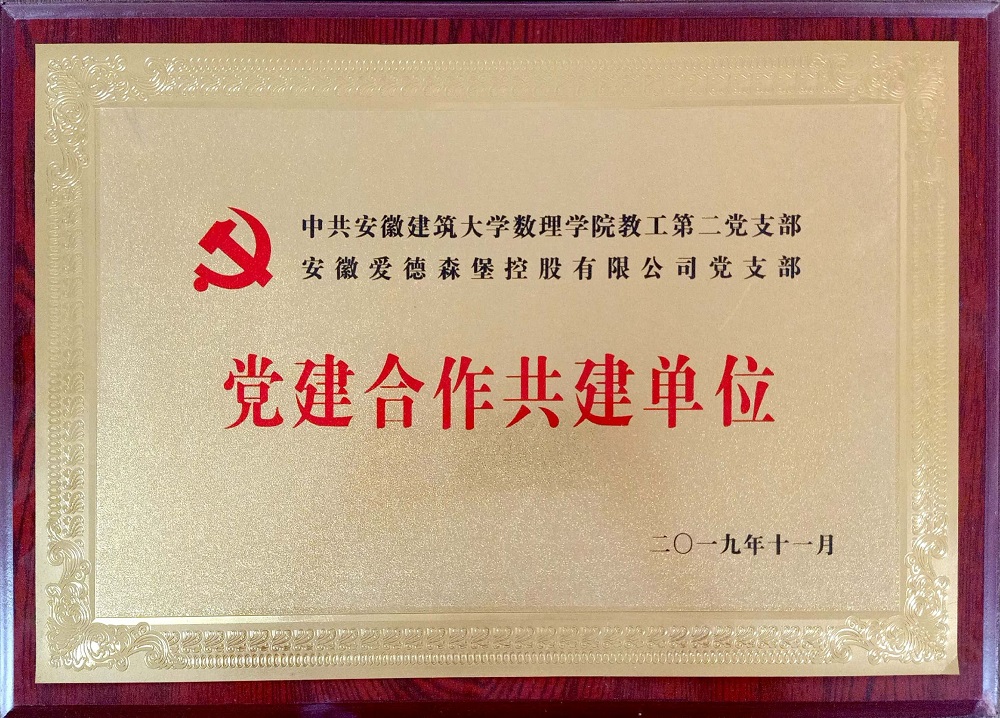 中共安徽建筑大学数理学院教工第二党支部
安徽爱德森堡控股有限公司党支部
党建合作共建单位
二〇一九年十一月